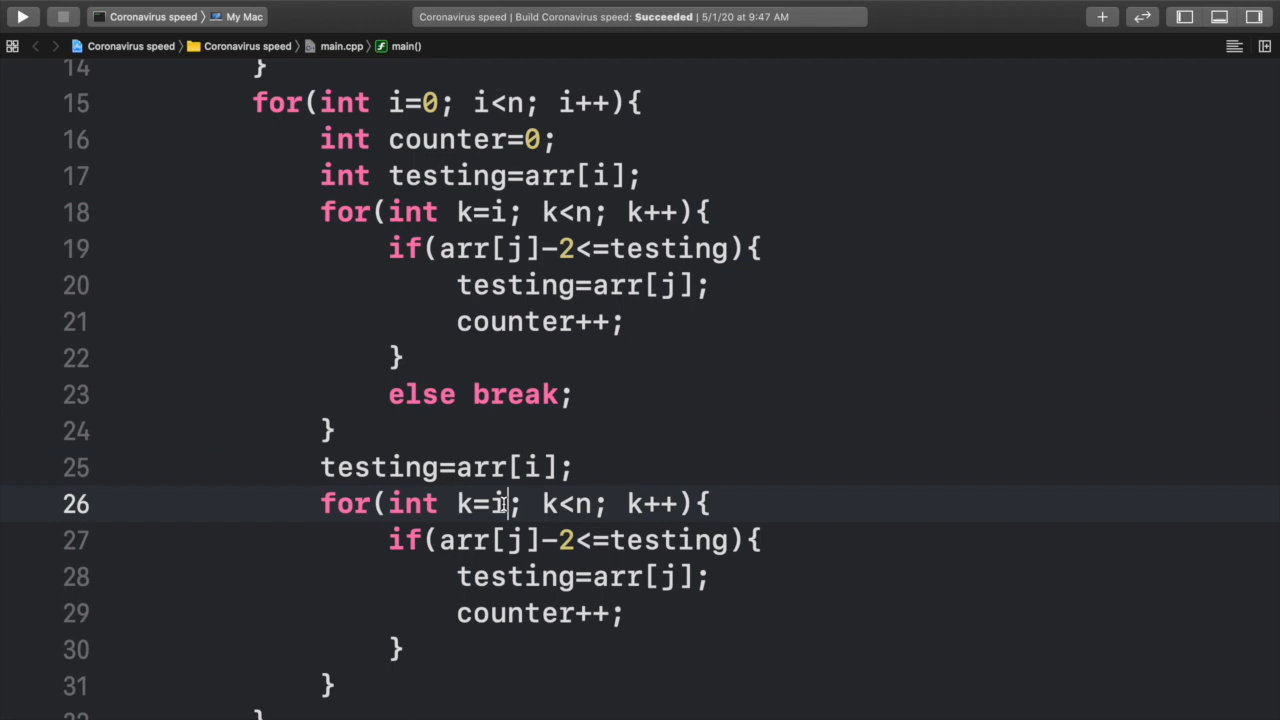 Coronavirus speed 〉 My Mac
Coronavirus speed | Build Coronavirus speed: Succeeded | 5/1/20 at 9:47 AM
Coronavirus speed 〉 Coronavirus speed 〉 main.cpp 〉 main()
14 }
15 for(int i=0; i<n; i++){
16 int counter=0;
17 int testing=arr[i];
18 for(int k=i; k<n; k++){
19 if(arr[j]-2<=testing){
20 testing=arr[j];
21 counter++;
22 }
23 else break;
24 }
25 testing=arr[i];
26 for(int k=i; k<n; k++){
27 if(arr[j]-2<=testing){
28 testing=arr[j];
29 counter++;
30 }
31 }
32 }